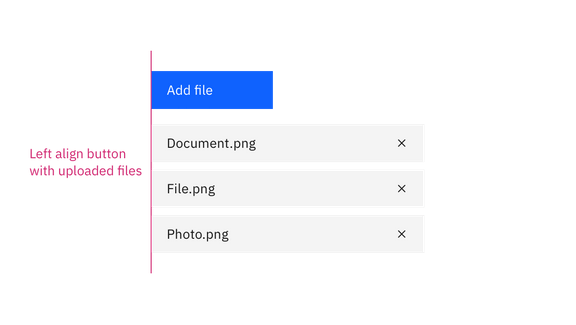 Add file
Document.png
Left align button
with uploaded files
File.png
Photo.png